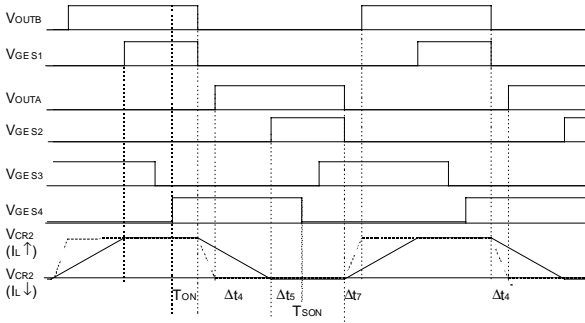 VOUTB
VGES1
VOUTA
VGES2
VGES3
VGES4
VCR2
(IL ↑)
VCR2
(IL ↓)
TON Δt4 Δt5 TSON Δt7 Δt4